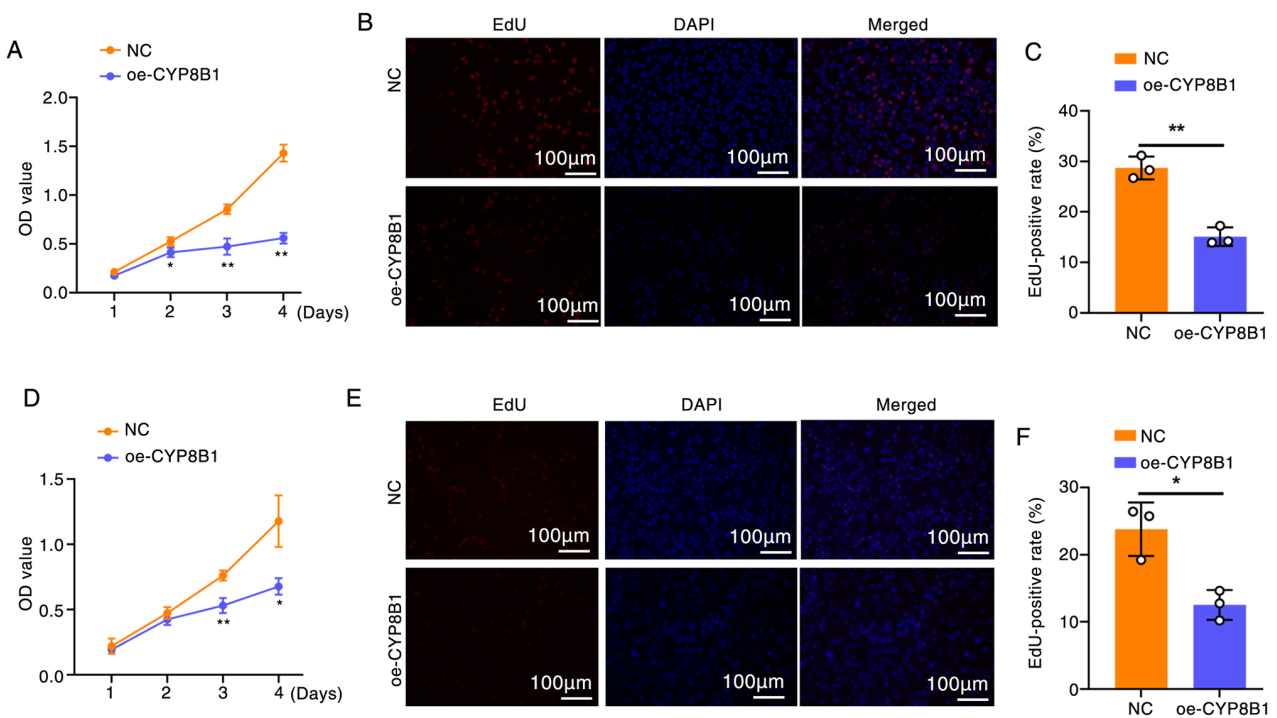 A
NC
oe-CYP8B1
OD value
2.0
1.5
1.0
0.5
0.0
* ** **
1 2 3 4 (Days)
B
EdU DAPI Merged
NC
100μm 100μm 100μm
oe-CYP8B1
100μm 100μm 100μm
C
NC
oe-CYP8B1
EdU-positive rate (%)
40
30
20
10
0
**
NC oe-CYP8B1
D
NC
oe-CYP8B1
OD value
1.5
1.0
0.5
0.0
** *
1 2 3 4 (Days)
E
EdU DAPI Merged
NC
100μm 100μm 100μm
oe-CYP8B1
100μm 100μm 100μm
F
NC
oe-CYP8B1
EdU-positive rate (%)
30
20
10
0
*
NC oe-CYP8B1